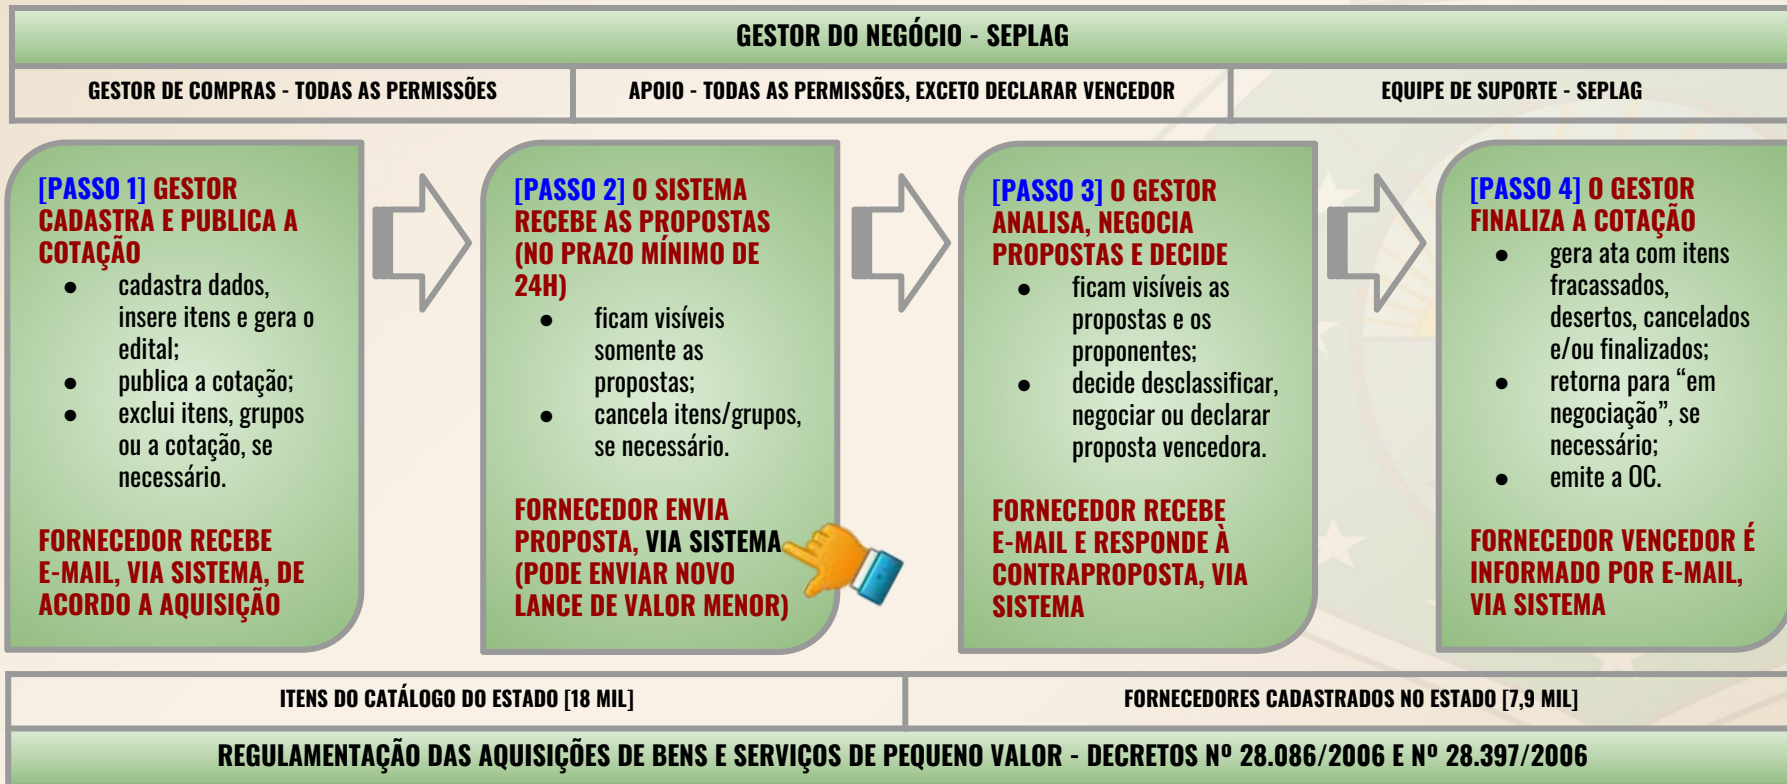 GESTOR DO NEGÓCIO - SEPLAG
GESTOR DE COMPRAS - TODAS AS PERMISSÕES
APOIO - TODAS AS PERMISSÕES, EXCETO DECLARAR VENCEDOR
EQUIPE DE SUPORTE - SEPLAG
[PASSO 1] GESTOR
CADASTRA E PUBLICA A
COTAÇÃO
● cadastra dados,
insere itens e gera o
edital;
● publica a cotação;
● exclui itens, grupos
ou a cotação, se
necessário.
FORNECEDOR RECEBE
E-MAIL, VIA SISTEMA, DE
ACORDO A AQUISIÇÃO
[PASSO 2] O SISTEMA
RECEBE AS PROPOSTAS
(NO PRAZO MÍNIMO DE
24H)
● ficam visíveis
somente as
propostas;
● cancela itens/grupos,
se necessário.
FORNECEDOR ENVIA
PROPOSTA, VIA SISTEMA
(PODE ENVIAR NOVO
LANCE DE VALOR MENOR)
[PASSO 3] O GESTOR
ANALISA, NEGOCIA
PROPOSTAS E DECIDE
● ficam visíveis as
propostas e os
proponentes;
● decide desclassificar,
negociar ou declarar
proposta vencedora.
FORNECEDOR RECEBE
E-MAIL E RESPONDE À
CONTRAPROPOSTA, VIA
SISTEMA
[PASSO 4] O GESTOR
FINALIZA A COTAÇÃO
● gera ata com itens
fracassados,
desertos, cancelados
e/ou finalizados;
● retorna para “em
negociação”, se
necessário;
● emite a OC.
FORNECEDOR VENCEDOR É
INFORMADO POR E-MAIL,
VIA SISTEMA
ITENS DO CATÁLOGO DO ESTADO [18 MIL]
FORNECEDORES CADASTRADOS NO ESTADO [7,9 MIL]
REGULAMENTAÇÃO DAS AQUISIÇÕES DE BENS E SERVIÇOS DE PEQUENO VALOR - DECRETOS Nº 28.086/2006 E Nº 28.397/2006